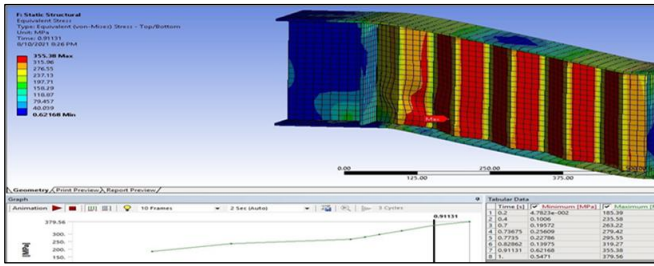 F: Static Structural
Equivalent Stress
Type: Equivalent (von-Mises) Stress - Top/Bottom
Unit: MPa
Time: 0.91131
8/10/2021 9:26 PM
355.38 Max
315.96
276.55
237.13
197.71
158.29
118.87
79.457
40.039
0.62168 Min
Max
0.00
250.00
125.00
375.00
Geometry / Print Preview / Report Preview /
Graph
Tabular Data
Animation
10 Frames
2 Sec (Auto)
3 Cycles
Time [s]
Minimum [MPa]
Maximum
1 0.2 4.7823e-002 185.39
2 0.4 0.1006 235.58
3 0.7 0.19572 263.22
4 0.73675 0.25609 279.42
5 0.7735 0.22786 295.55
6 0.82862 0.13975 319.27
7 0.91131 0.62168 355.38
8 1. 0.5471 379.56
0.91131
379.56
300.
200.
150.
[MPa]